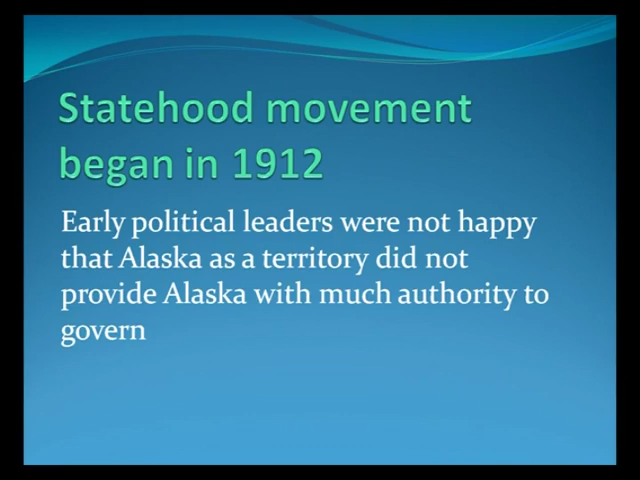 Statehood movement
began in 1912
Early political leaders were not happy
that Alaska as a territory did not
provide Alaska with much authority to
govern